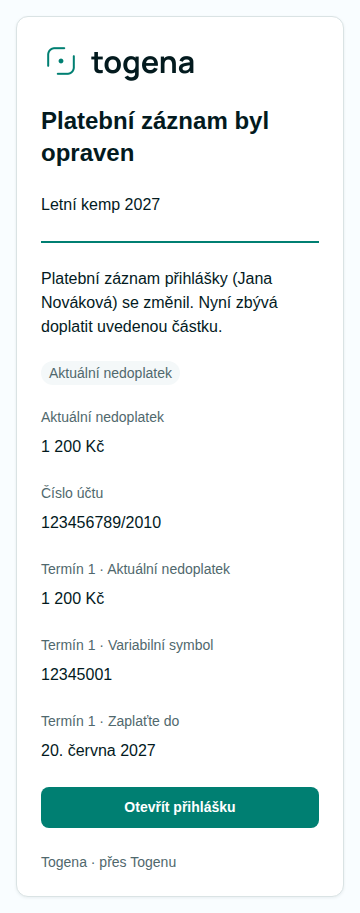 togena
Platební záznam byl
opraven
Letní kemp 2027
Platební záznam přihlášky (Jana
Nováková) se změnil. Nyní zbývá
doplatit uvedenou částku.
Aktuální nedoplatek
Aktuální nedoplatek
1 200 Kč
Číslo účtu
123456789/2010
Termín 1 · Aktuální nedoplatek
1 200 Kč
Termín 1 · Variabilní symbol
12345001
Termín 1 · Zaplaťte do
20. června 2027
Otevřít přihlášku
Togena · přes Togenu